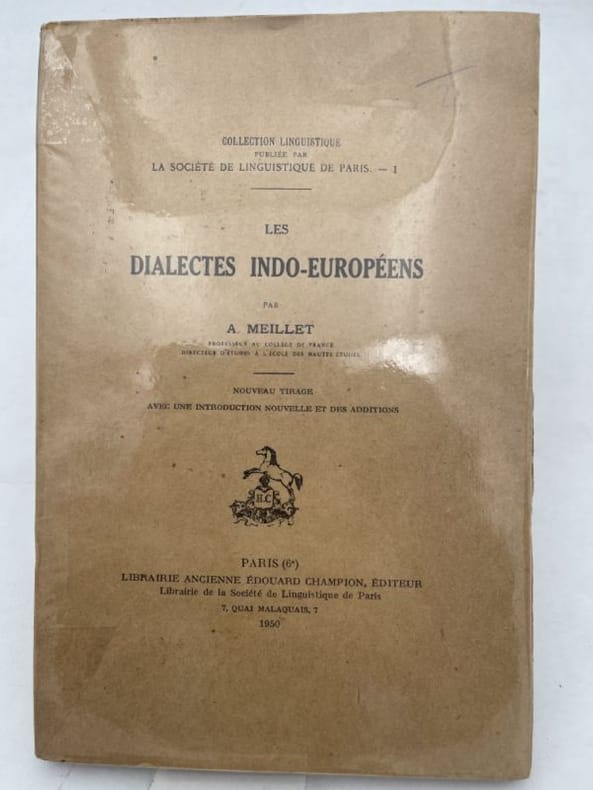 COLLECTION LINGUISTIQUE
PUBLIÉE PAR
LA SOCIÉTÉ DE LINGUISTIQUE DE PARIS. — I
LES
DIALECTES INDO-EUROPÉENS
PAR
A. MEILLET
PROFESSEUR AU COLLÈGE DE FRANCE
DIRECTEUR D'ÉTUDES A L'ÉCOLE DES HAUTES ÉTUDES
NOUVEAU TIRAGE
AVEC UNE INTRODUCTION NOUVELLE ET DES ADDITIONS
H.C
PARIS (6ᵉ)
LIBRAIRIE ANCIENNE ÉDOUARD CHAMPION, ÉDITEUR
Librairie de la Société de Linguistique de Paris
7, QUAI MALAQUAIS, 7
1950